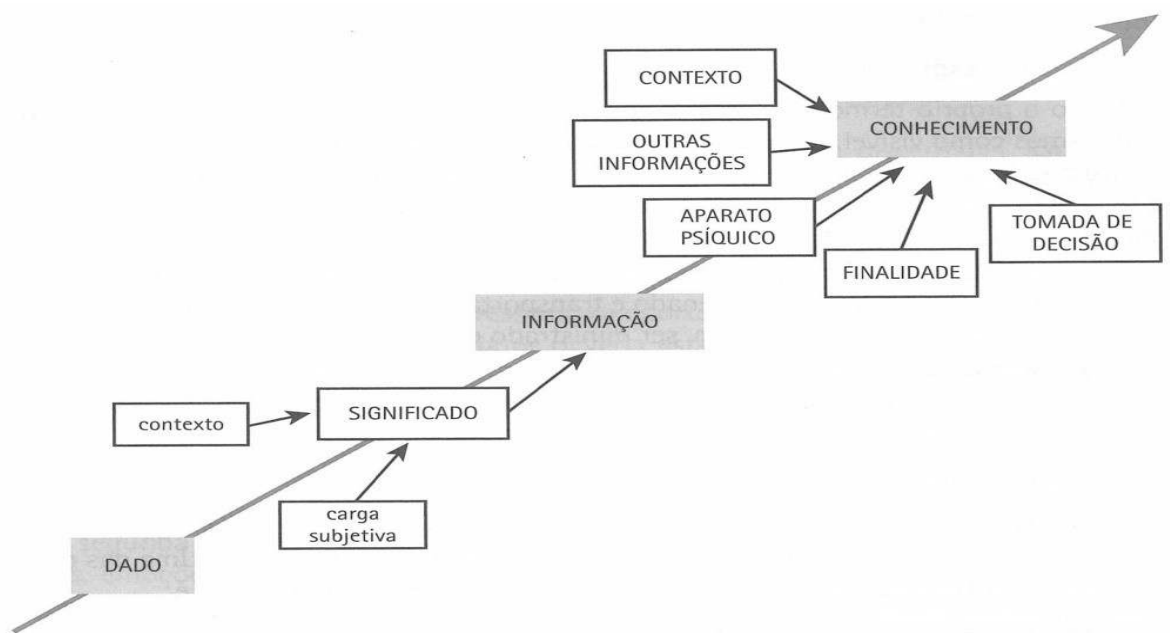 CONTEXTO
CONHECIMENTO
OUTRAS
INFORMAÇÕES
APARATO
PSÍQUICO
TOMADA DE
DECISÃO
FINALIDADE
INFORMAÇÃO
SIGNIFICADO
contexto
carga
subjetiva
DADO